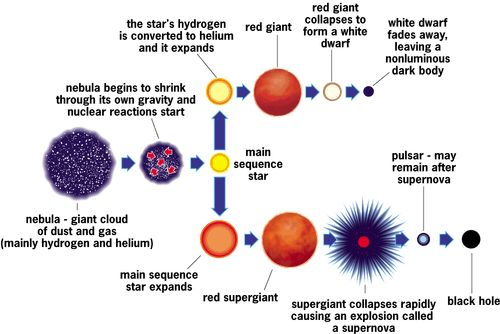 the star's hydrogen
is converted to helium
and it expands
red giant
red giant
collapses to
form a white
dwarf
white dwarf
fades away,
leaving a
nonluminous
dark body
nebula begins to shrink
through its own gravity and
nuclear reactions start
main
sequence
star
nebula - giant cloud
of dust and gas
(mainly hydrogen and helium)
main sequence
star expands
red supergiant
supergiant collapses rapidly
causing an explosion called
a supernova
pulsar - may
remain after
supernova
black hole